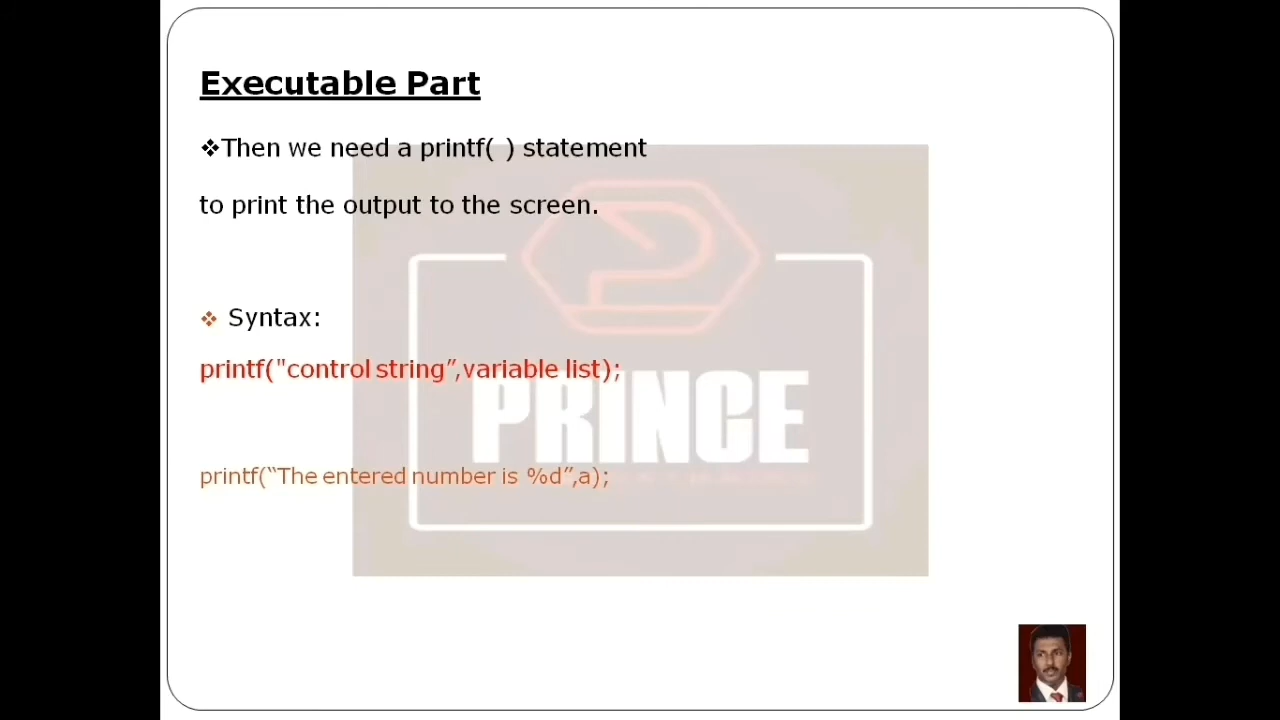 Executable Part
❖Then we need a printf( ) statement
to print the output to the screen.
❖ Syntax:
printf("control string”,variable list);
PRINCE
printf(“The entered number is %d”,a);